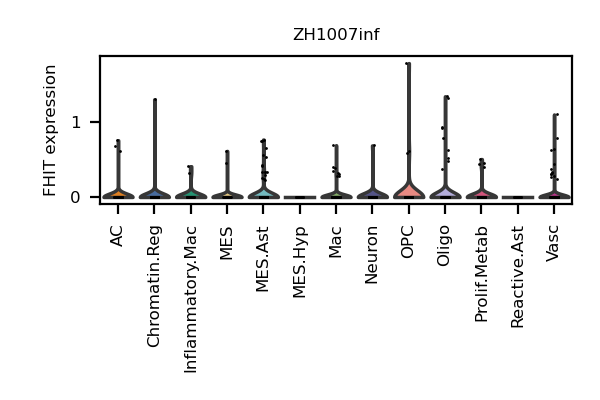 ZH1007inf
FHIT expression
1
0
AC
Chromatin.Reg
Inflammatory.Mac
MES
MES.Ast
MES.Hyp
Mac
Neuron
OPC
Oligo
Prolif.Metab
Reactive.Ast
Vasc